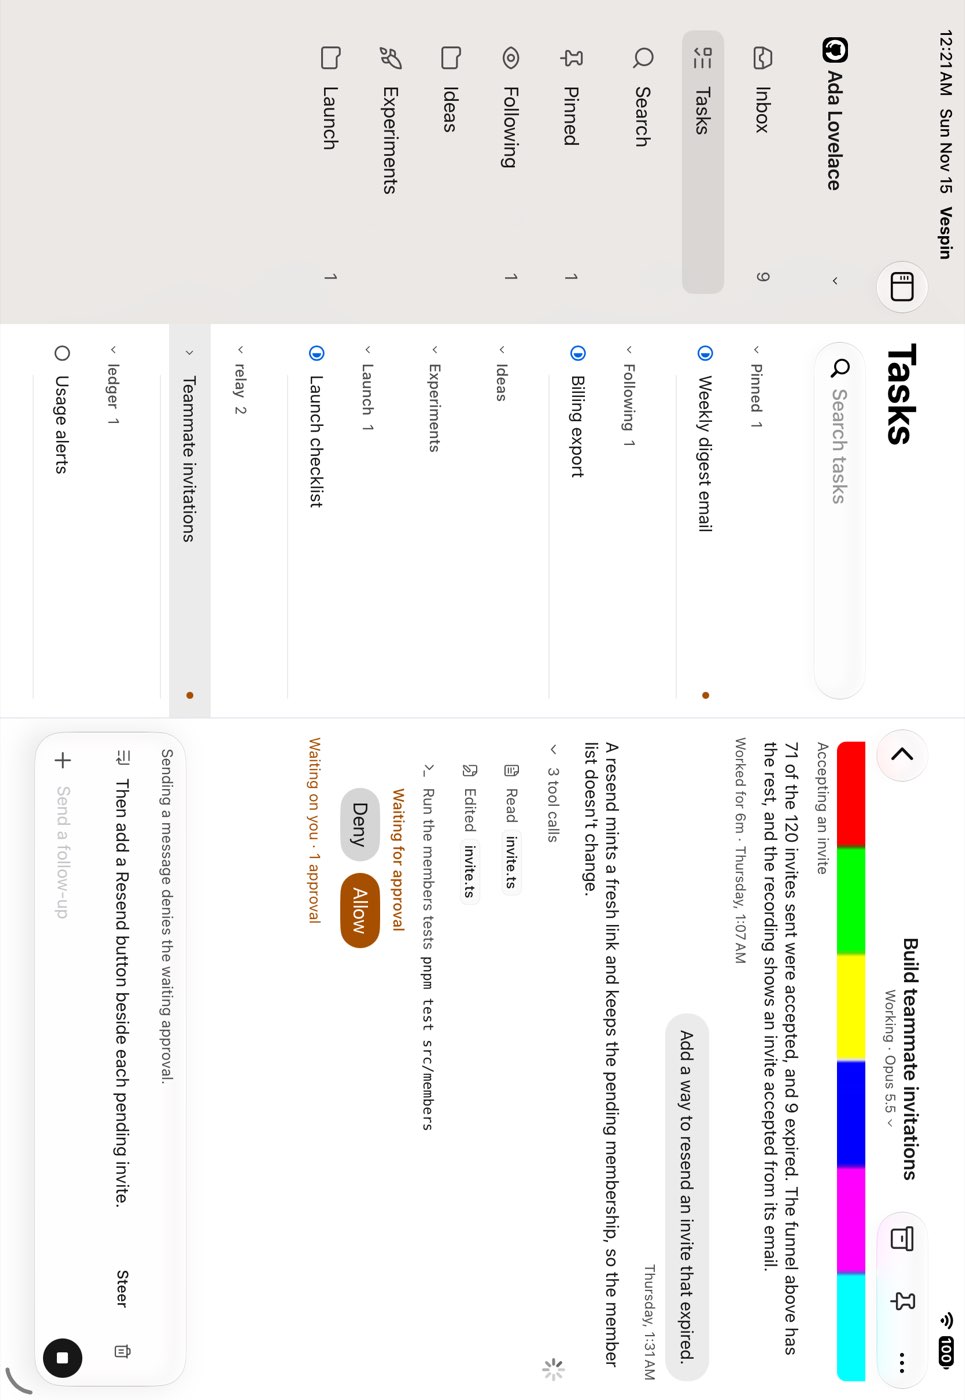 12:21 AM Sun Nov 15 Vespin
100
Ada Lovelace
Inbox 9
Tasks
Search
Pinned 1
Following 1
Ideas
Experiments
Launch 1
Tasks
Search tasks
Pinned 1
Weekly digest email
Following 1
Billing export
Ideas
Experiments
Launch 1
Launch checklist
relay 2
Teammate invitations
ledger 1
Usage alerts
Build teammate invitations
Working · Opus 5.5
Accepting an invite
71 of the 120 invites sent were accepted, and 9 expired. The funnel above has
the rest, and the recording shows an invite accepted from its email.
Worked for 6m · Thursday, 1:07 AM
Add a way to resend an invite that expired.
Thursday, 1:31 AM
A resend mints a fresh link and keeps the pending membership, so the member
list doesn't change.
3 tool calls
Read invite.ts
Edited invite.ts
Run the members tests pnpm test src/members
Waiting for approval
Deny Allow
Waiting on you · 1 approval
Sending a message denies the waiting approval.
Then add a Resend button beside each pending invite. Steer
Send a follow-up